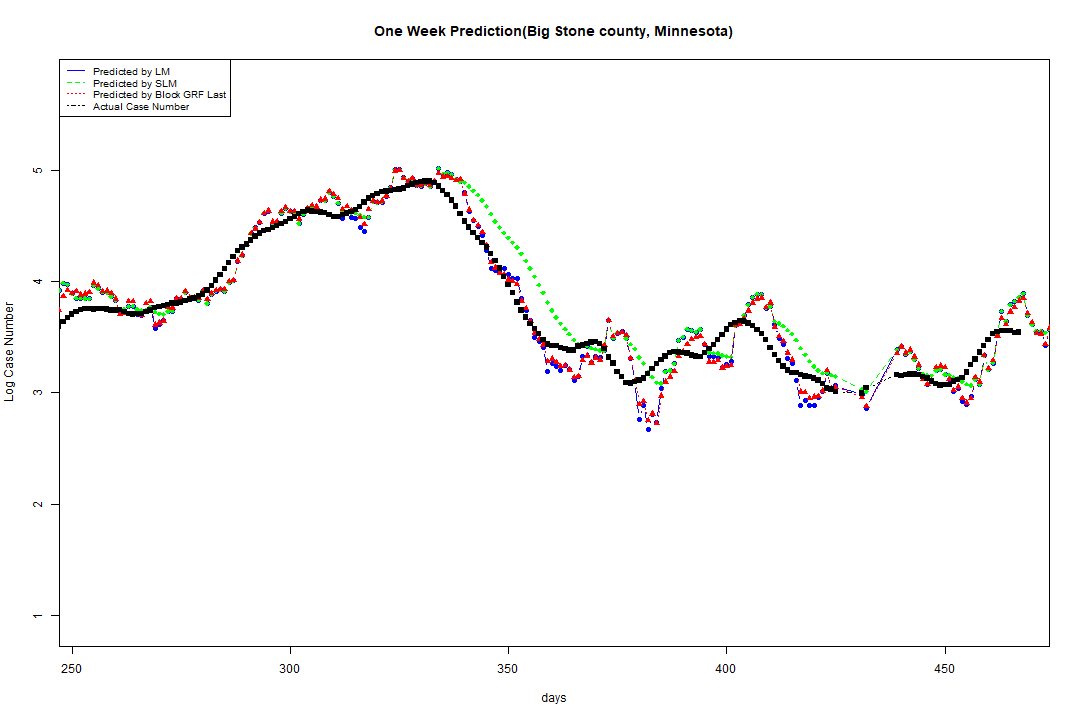 One Week Prediction(Big Stone county, Minnesota)
Predicted by LM
Predicted by SLM
Predicted by Block GRF Last
Actual Case Number
Log Case Number
5
4
3
2
1
250 300 350 400 450
days